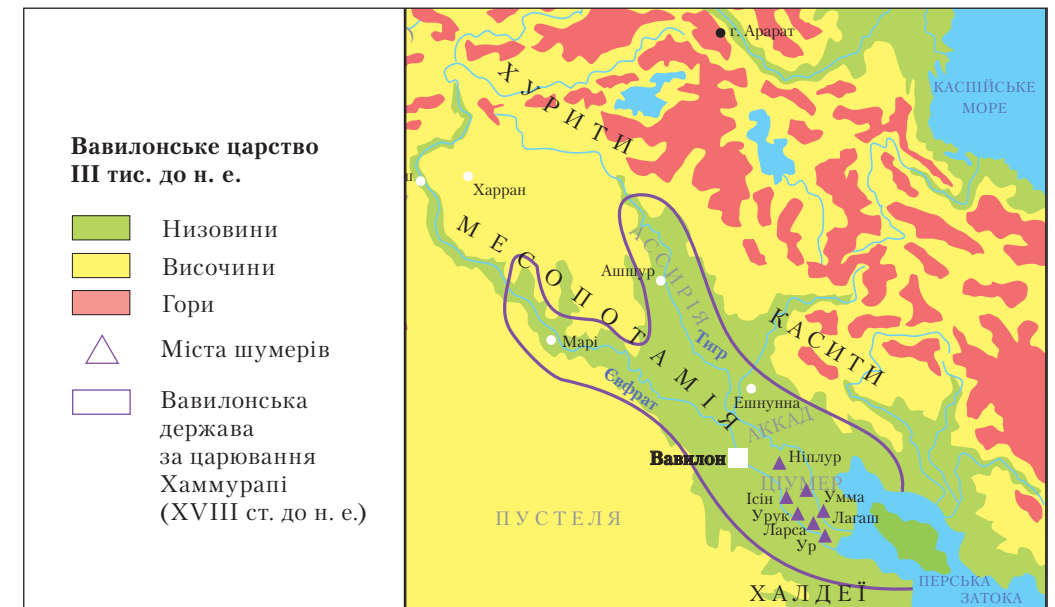 Вавилонське царство
III тис. до н. е.
Низовини
Височини
Гори
Міста шумерів
Вавилонська
держава
за царювання
Хаммурапі
(XVIII ст. до н. е.)
г. Арарат
КАСПІЙСЬКЕ
МОРЕ
ХУРИТИ
ш
Харран
МЕСОПОТАМІЯ
АССИРІЯ
Ашшур
КАСИТИ
Марі
Тигр
Євфрат
Ешнунна
АККАД
Вавилон
Ніппур
ШУМЕР
Ісін
Умма
Урук
Лагаш
Ларса
Ур
ПУСТЕЛЯ
ХАЛДЕЇ
ПЕРСЬКА
ЗАТОКА